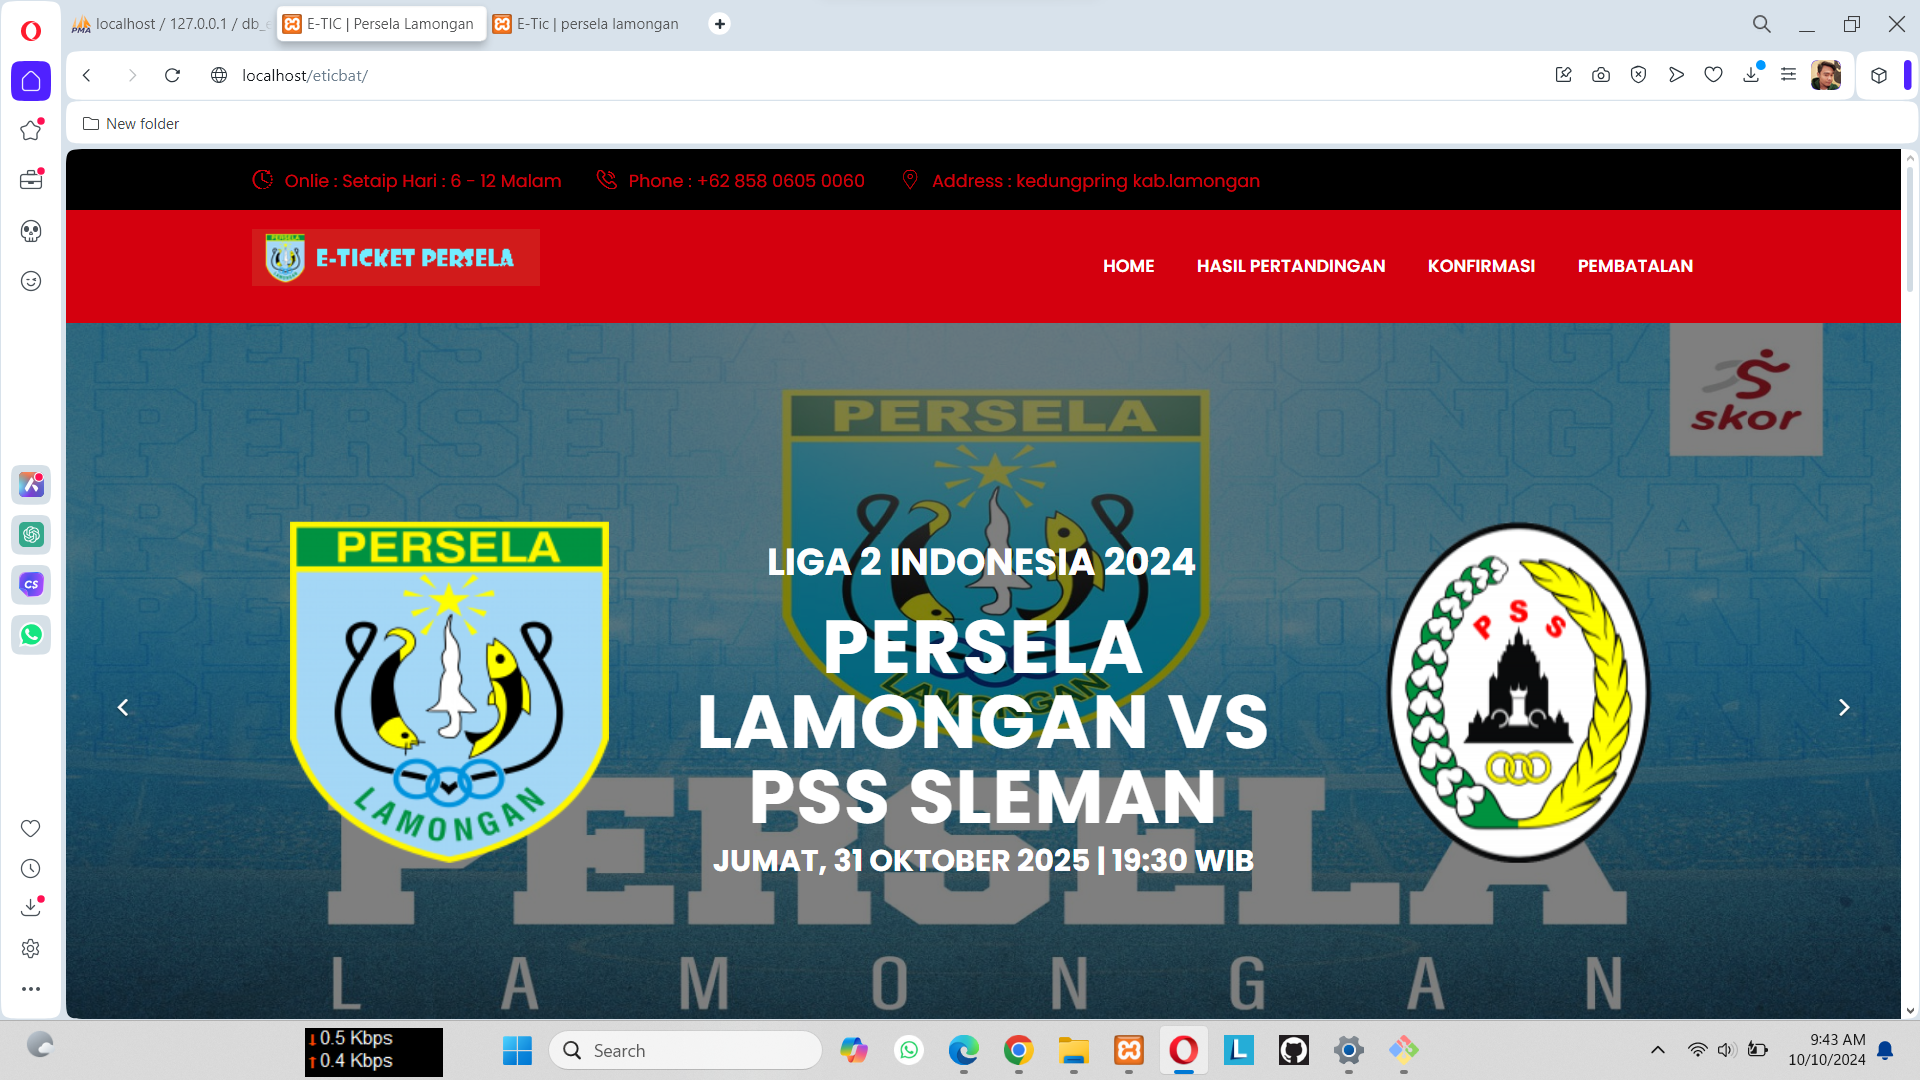 localhost / 127.0.0.1 / db_e
E-TIC | Persela Lamongan
E-Tic | persela lamongan
localhost/eticbat/
New folder
Onlie : Setaip Hari : 6 - 12 Malam
Phone : +62 858 0605 0060
Address : kedungpring kab.lamongan
PERSELA
E-TICKET PERSELA
HOME
HASIL PERTANDINGAN
KONFIRMASI
PEMBATALAN
skor
PERSELA
LAMONGAN
PERSELA
LAMONGAN
LIGA 2 INDONESIA 2024
PERSELA
LAMONGAN VS
PSS SLEMAN
JUMAT, 31 OKTOBER 2025 | 19:30 WIB
PSS
PERSELA
LAMONGAN
CS
0.5 Kbps
0.4 Kbps
Search
L
9:43 AM
10/10/2024